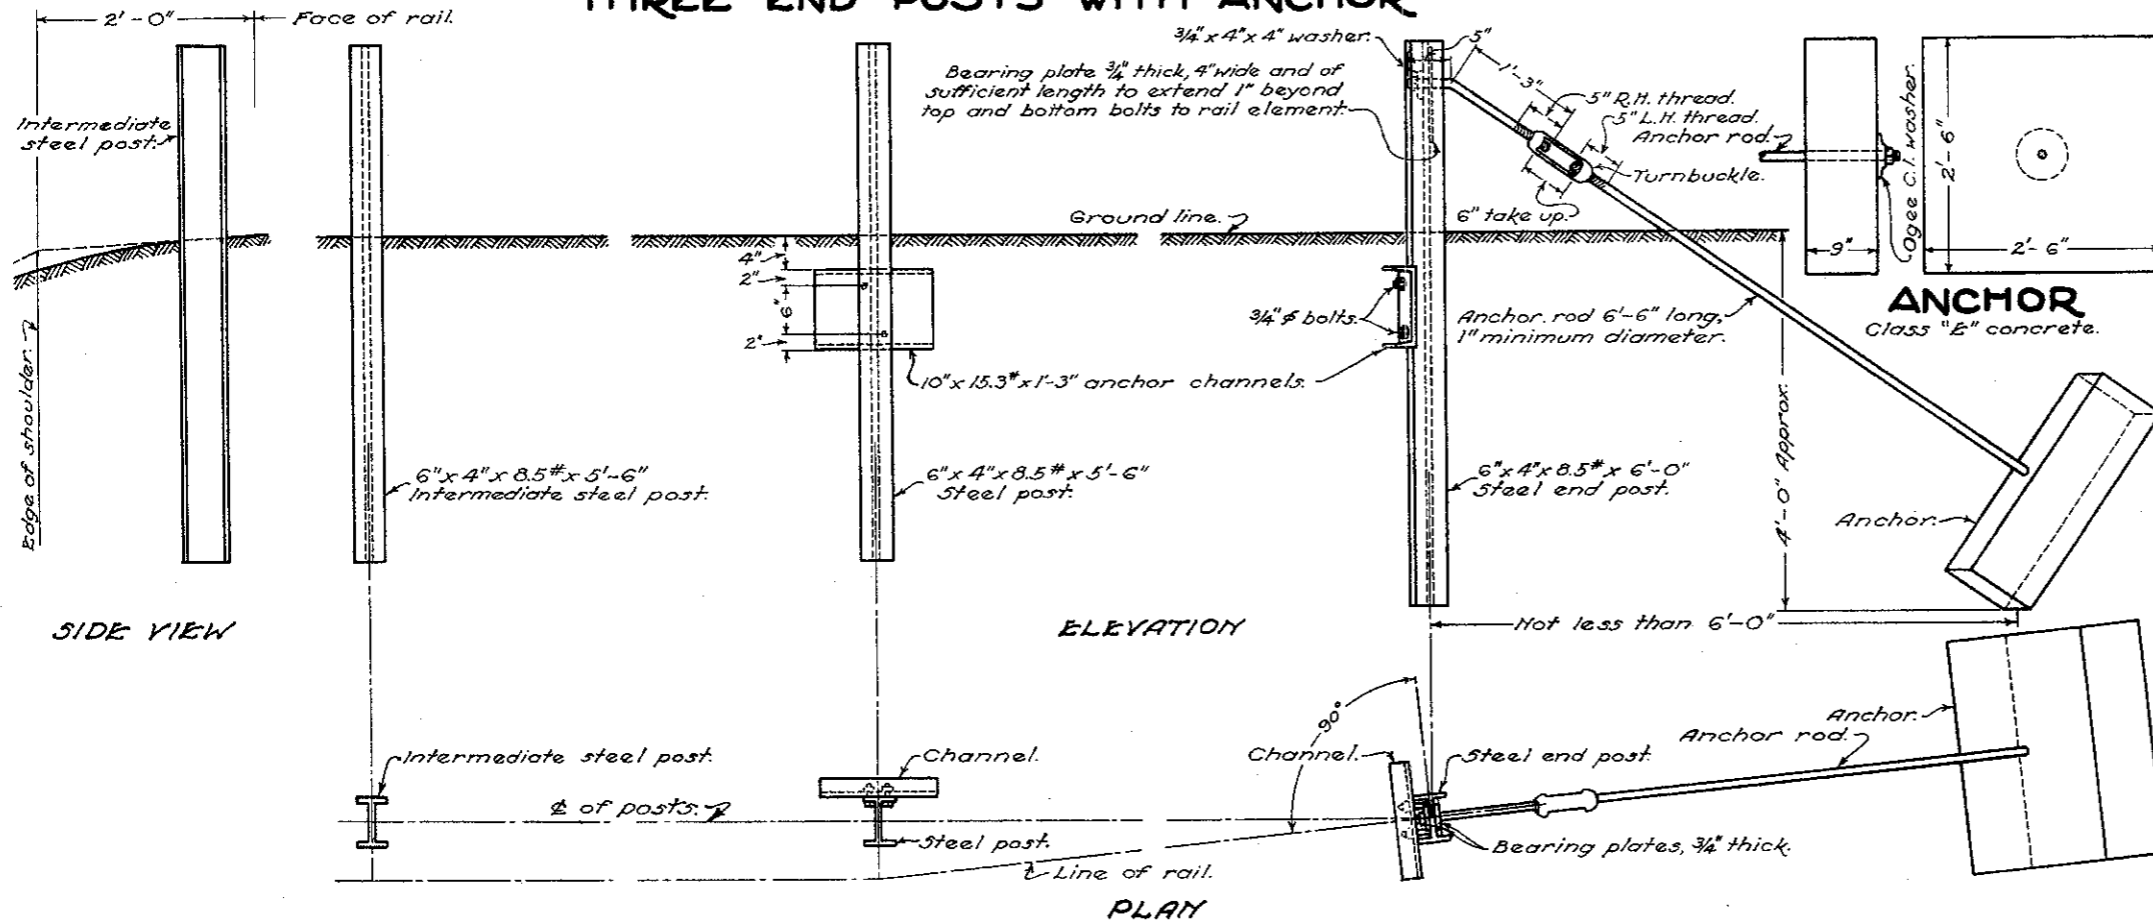 THREE END POSTS WITH ANCHOR
2'-0"
Face of rail.
Intermediate
steel post.
Edge of shoulder.
SIDE VIEW
6" x 4" x 8.5# x 5'-6"
Intermediate steel post.
4"
2"
6"
2"
10" x 15.3# x 1'-3" anchor channels.
6" x 4" x 8.5# x 5'-6"
Steel post.
Ground line.
3/4" x 4" x 4" washer.
Bearing plate 3/4" thick, 4" wide and of
sufficient length to extend 1" beyond
top and bottom bolts to rail element.
5"
1'-3"
5" R.H. thread.
5" L.H. thread.
Turnbuckle.
6" take up.
3/4" ø bolts.
Anchor rod 6'-6" long,
1" minimum diameter.
6" x 4" x 8.5# x 6'-0"
Steel end post.
4'-0" Approx.
Anchor.
Not less than 6'-0"
ELEVATION
Anchor rod.
9"
Ogee C.I. washer.
2'-6"
2'-6"
ANCHOR
Class "E" concrete.
Intermediate steel post.
℄ of posts.
Channel.
Steel post.
Line of rail.
90°
Channel.
Steel end post.
Bearing plates, 3/4" thick.
Anchor rod.
Anchor.
PLAN